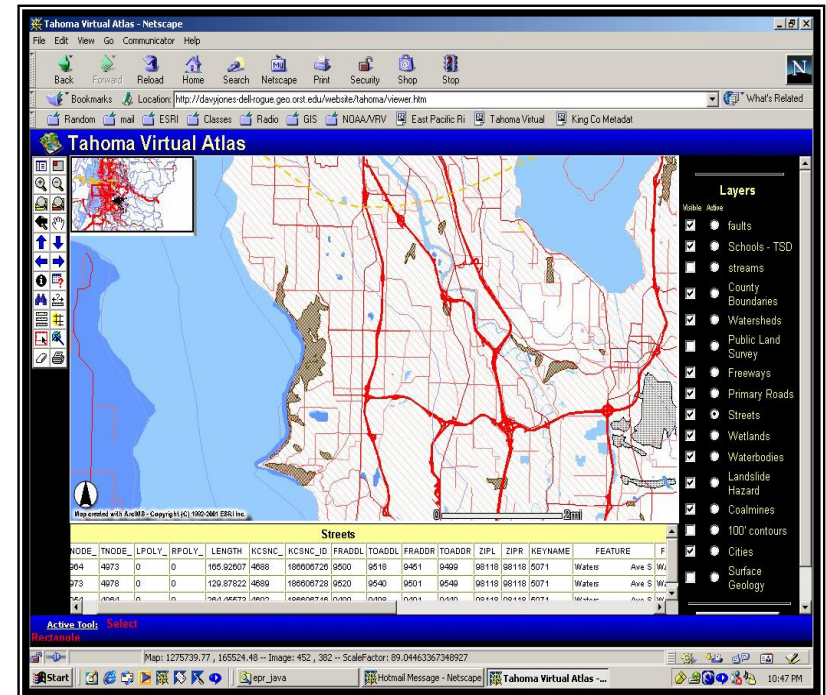 Tahoma Virtual Atlas - Netscape
File Edit View Go Communicator Help
Back Forward Reload Home Search Netscape Print Security Shop Stop
N
Bookmarks Location: http://davyjones-dell-rogue.geo.orst.edu/website/tahoma/viewer.htm What's Related
Random mail ESRI Classes Radio GIS NOAA/VRV East Pacific Ri Tahoma Virtual King Co Metadat
Tahoma Virtual Atlas
Layers
Visible Active
faults
Schools - TSD
streams
County
Boundaries
Watersheds
Public Land
Survey
Freeways
Primary Roads
Streets
Wetlands
Waterbodies
Landslide
Hazard
Coalmines
100' contours
Cities
Surface
Geology
Map created with ArcIMS - Copyright (C) 1992-2001 ESRI Inc.
0 2mi
Streets
NODE_ TNODE_ LPOLY_ RPOLY_ LENGTH KCSNC_ KCSNC_ID FRADDL TOADDL FRADDR TOADDR ZIPL ZIPR KEYNAME FEATURE F
964 4973 0 0 165.92607 4688 186606726 9500 9518 9451 9499 98118 98118 5071 Waters Ave S
973 4978 0 0 129.87822 4689 186606728 9520 9540 9501 9549 98118 98118 5071 Waters Ave S
Active Tool: Select
Rectangle
Map: 1275739.77 , 165524.48 -- Image: 452 , 382 -- ScaleFactor: 89.04463367348927
Start epr_java Hotmail Message - Netscape Tahoma Virtual Atlas -... 10:47 PM